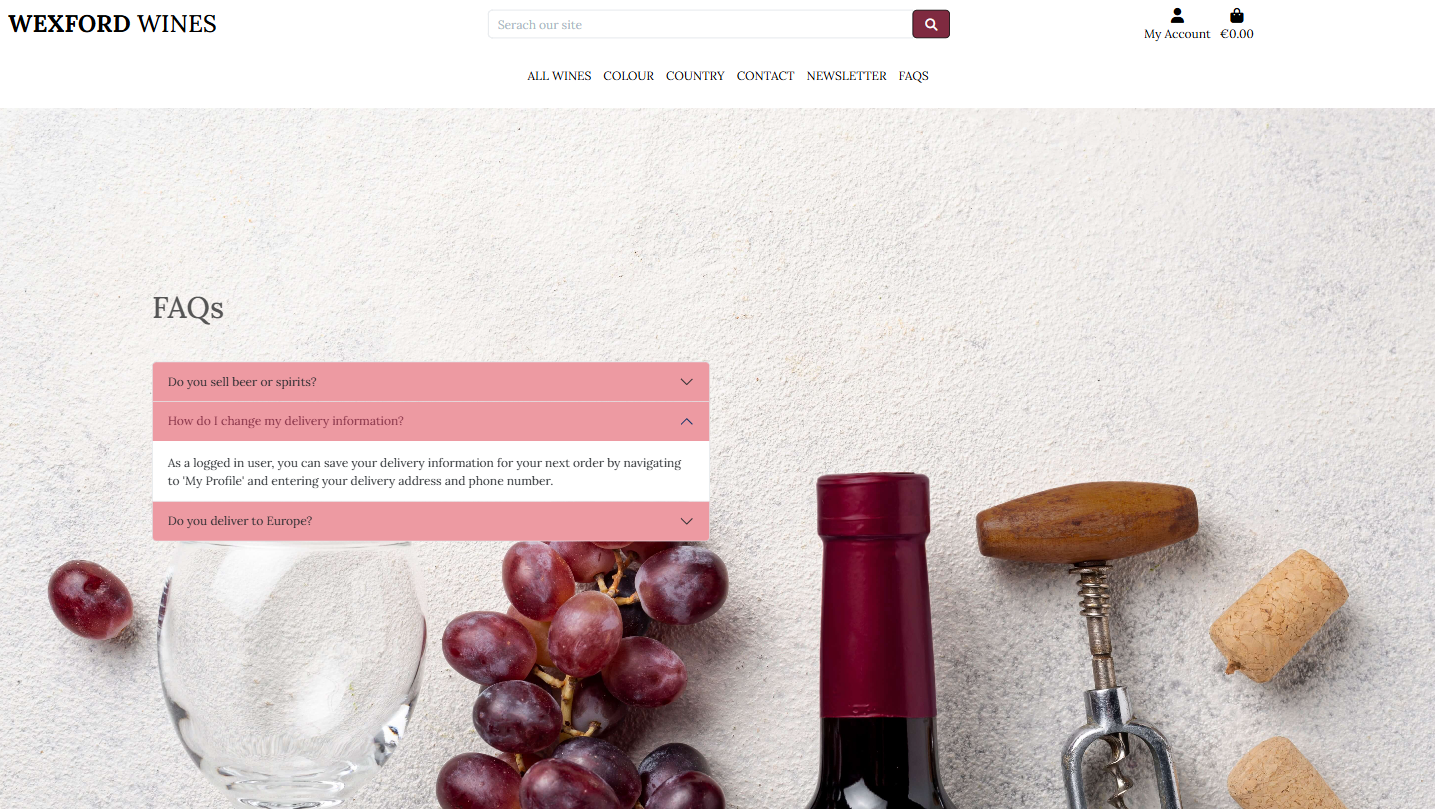 WEXFORD WINES
Serach our site
My Account
€0.00
ALL WINES COLOUR COUNTRY CONTACT NEWSLETTER FAQS
FAQs
Do you sell beer or spirits?
How do I change my delivery information?
As a logged in user, you can save your delivery information for your next order by navigating
to 'My Profile' and entering your delivery address and phone number.
Do you deliver to Europe?